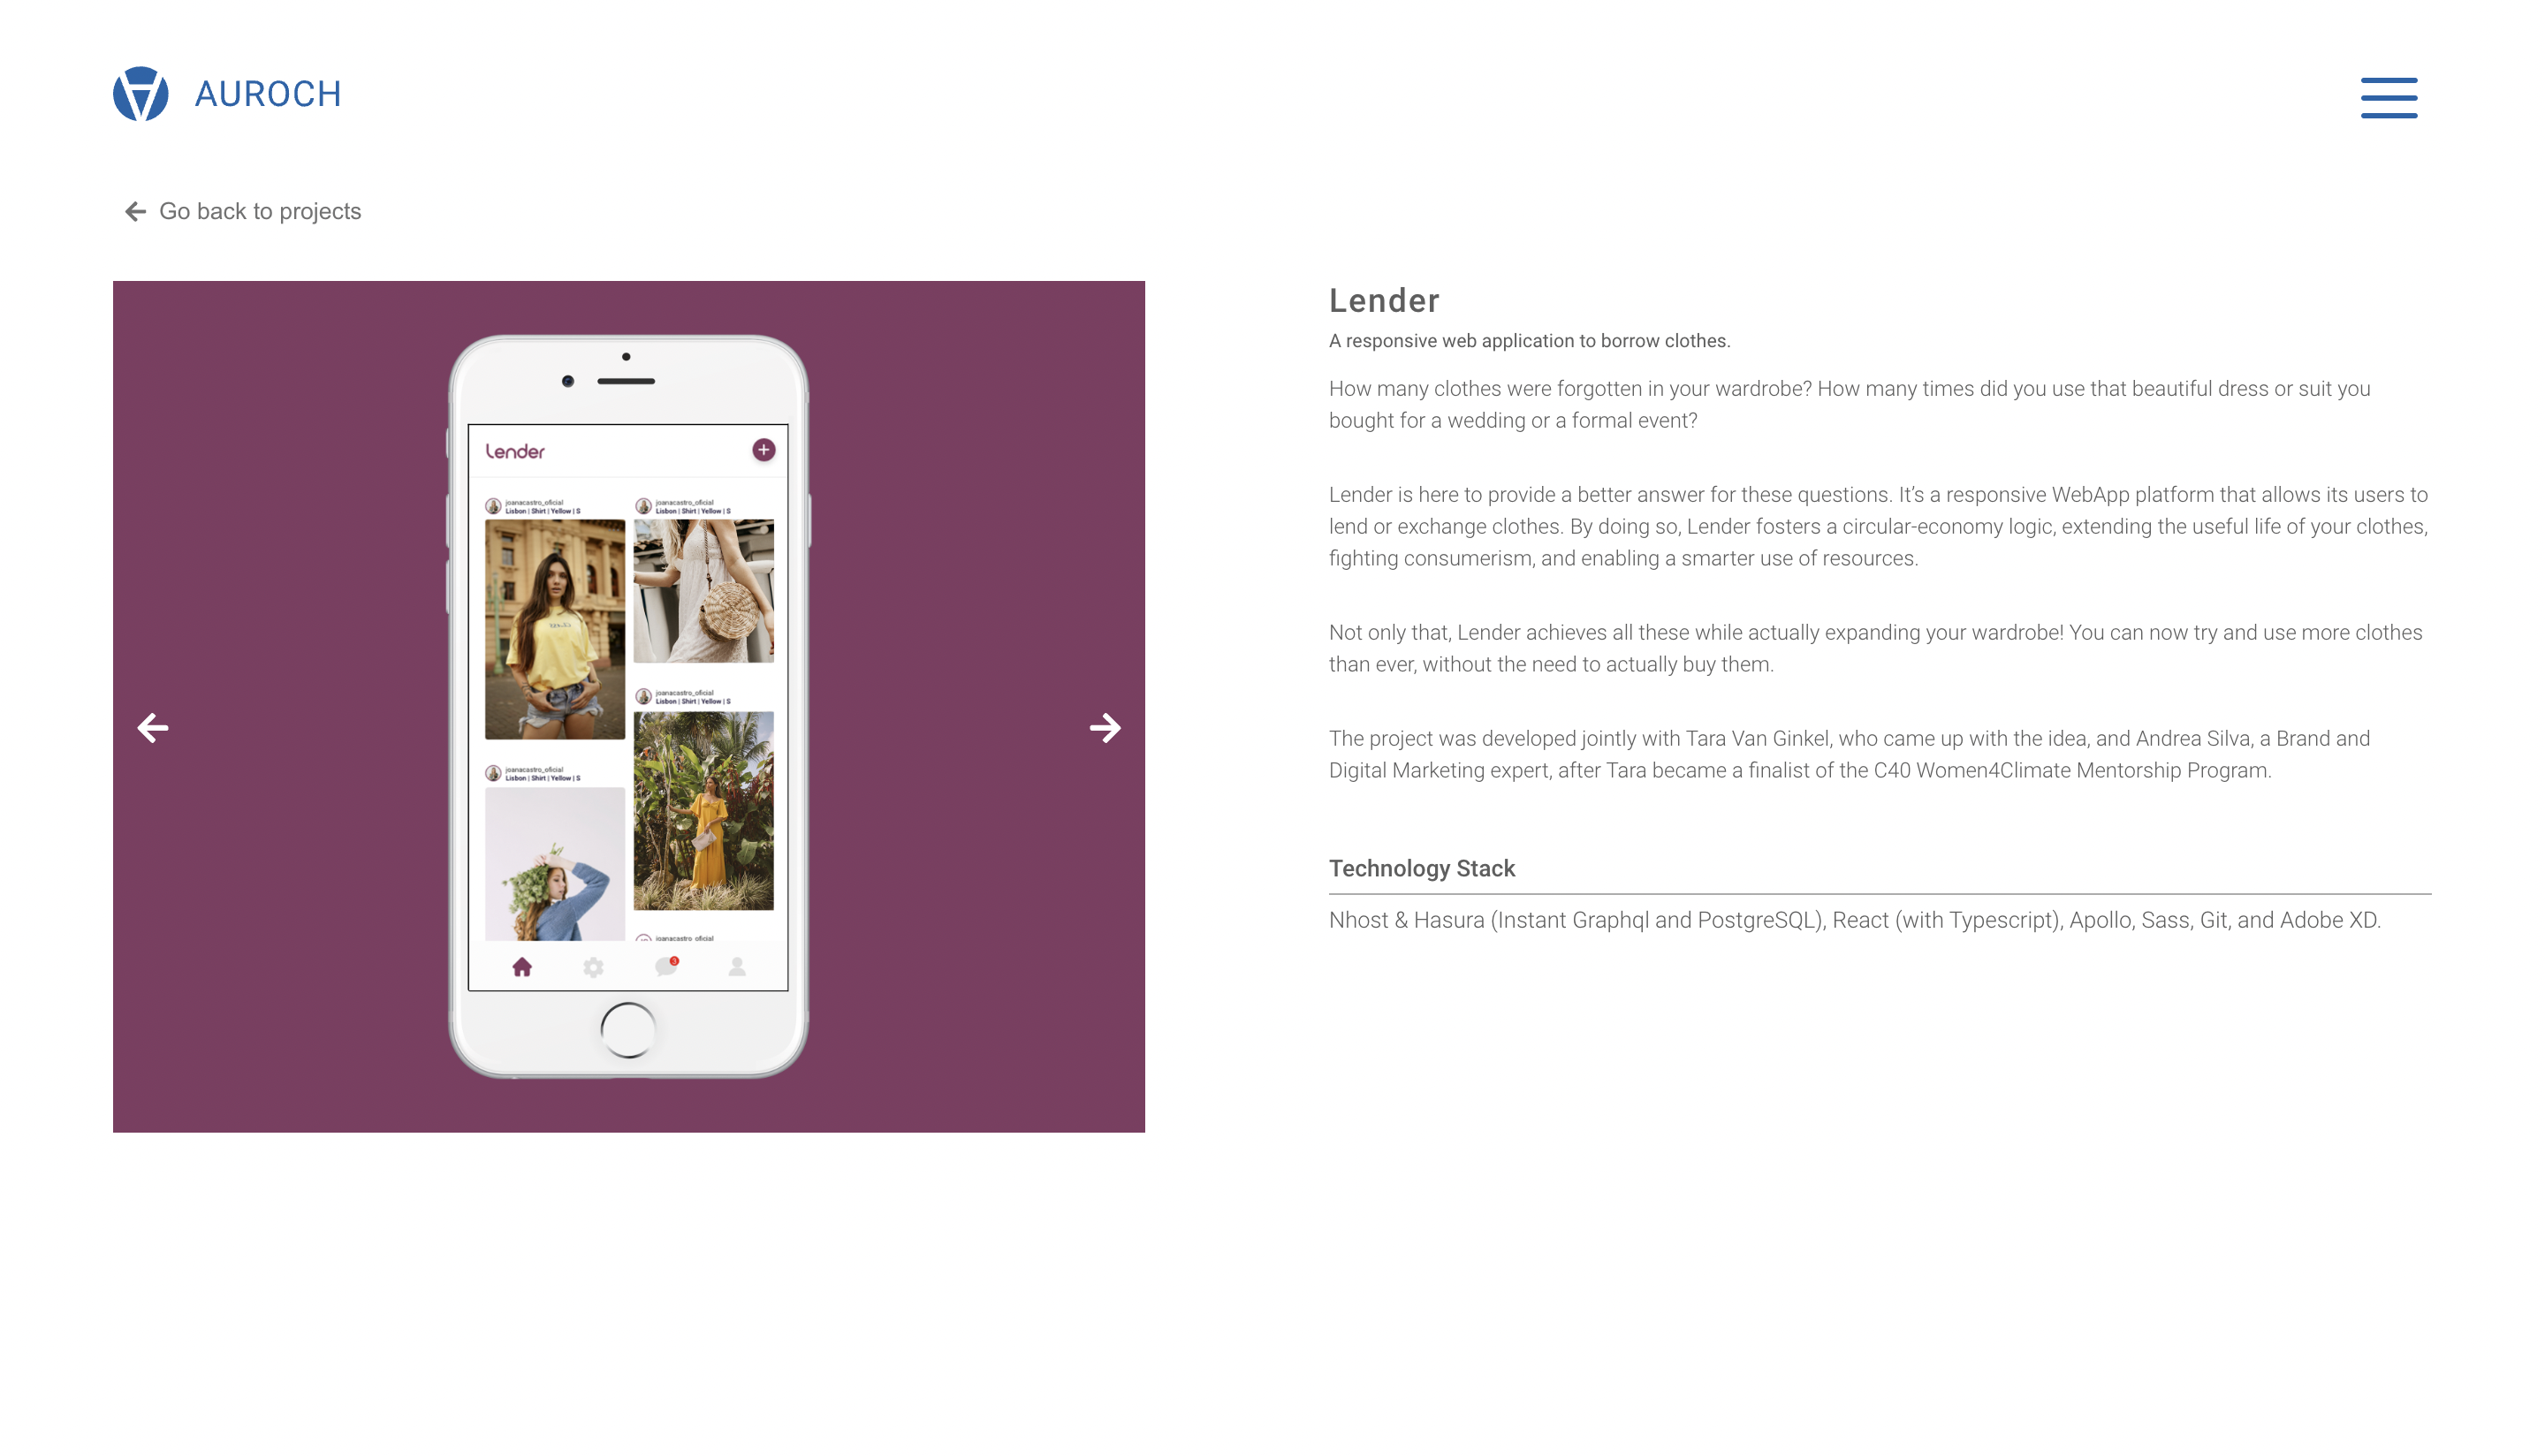 AUROCH
Go back to projects
Lender
joanacastro_oficial
Lisbon | Shirt | Yellow | S
joanacastro_oficial
Lisbon | Shirt | Yellow | S
joanacastro_oficial
Lisbon | Shirt | Yellow | S
joanacastro_oficial
Lisbon | Shirt | Yellow | S
joanacastro_oficial
3
Lender
A responsive web application to borrow clothes.
How many clothes were forgotten in your wardrobe? How many times did you use that beautiful dress or suit you
bought for a wedding or a formal event?
Lender is here to provide a better answer for these questions. It’s a responsive WebApp platform that allows its users to
lend or exchange clothes. By doing so, Lender fosters a circular-economy logic, extending the useful life of your clothes,
fighting consumerism, and enabling a smarter use of resources.
Not only that, Lender achieves all these while actually expanding your wardrobe! You can now try and use more clothes
than ever, without the need to actually buy them.
The project was developed jointly with Tara Van Ginkel, who came up with the idea, and Andrea Silva, a Brand and
Digital Marketing expert, after Tara became a finalist of the C40 Women4Climate Mentorship Program.
Technology Stack
Nhost & Hasura (Instant Graphql and PostgreSQL), React (with Typescript), Apollo, Sass, Git, and Adobe XD.